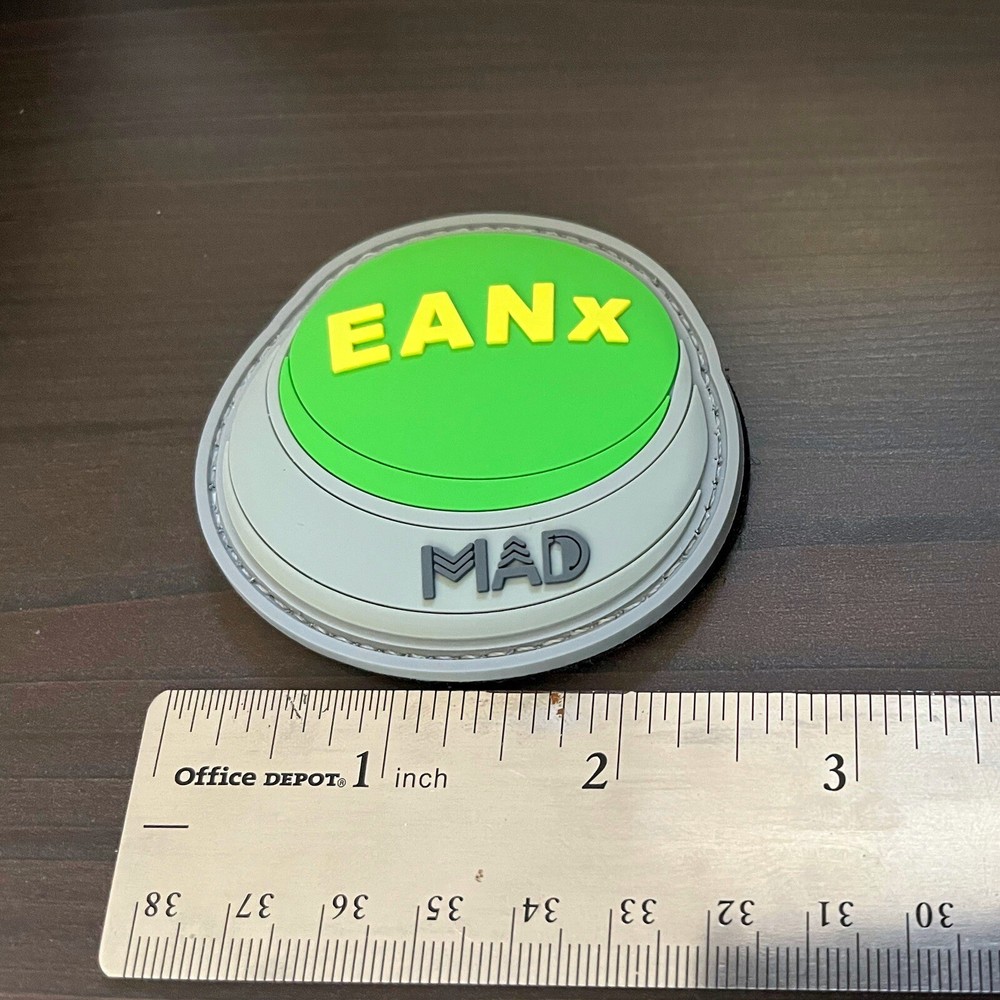 EANx
MAD
Office DEPOT® 1 inch 2 3
38 37 36 35 34 33 32 31 30